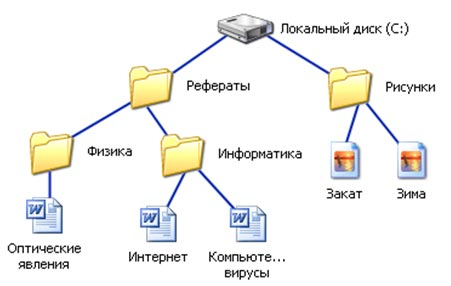 Локальный диск (C:)
Рефераты
Рисунки
Физика
Информатика
Закат
Зима
Оптические
явления
Интернет
Компьюте...
вирусы